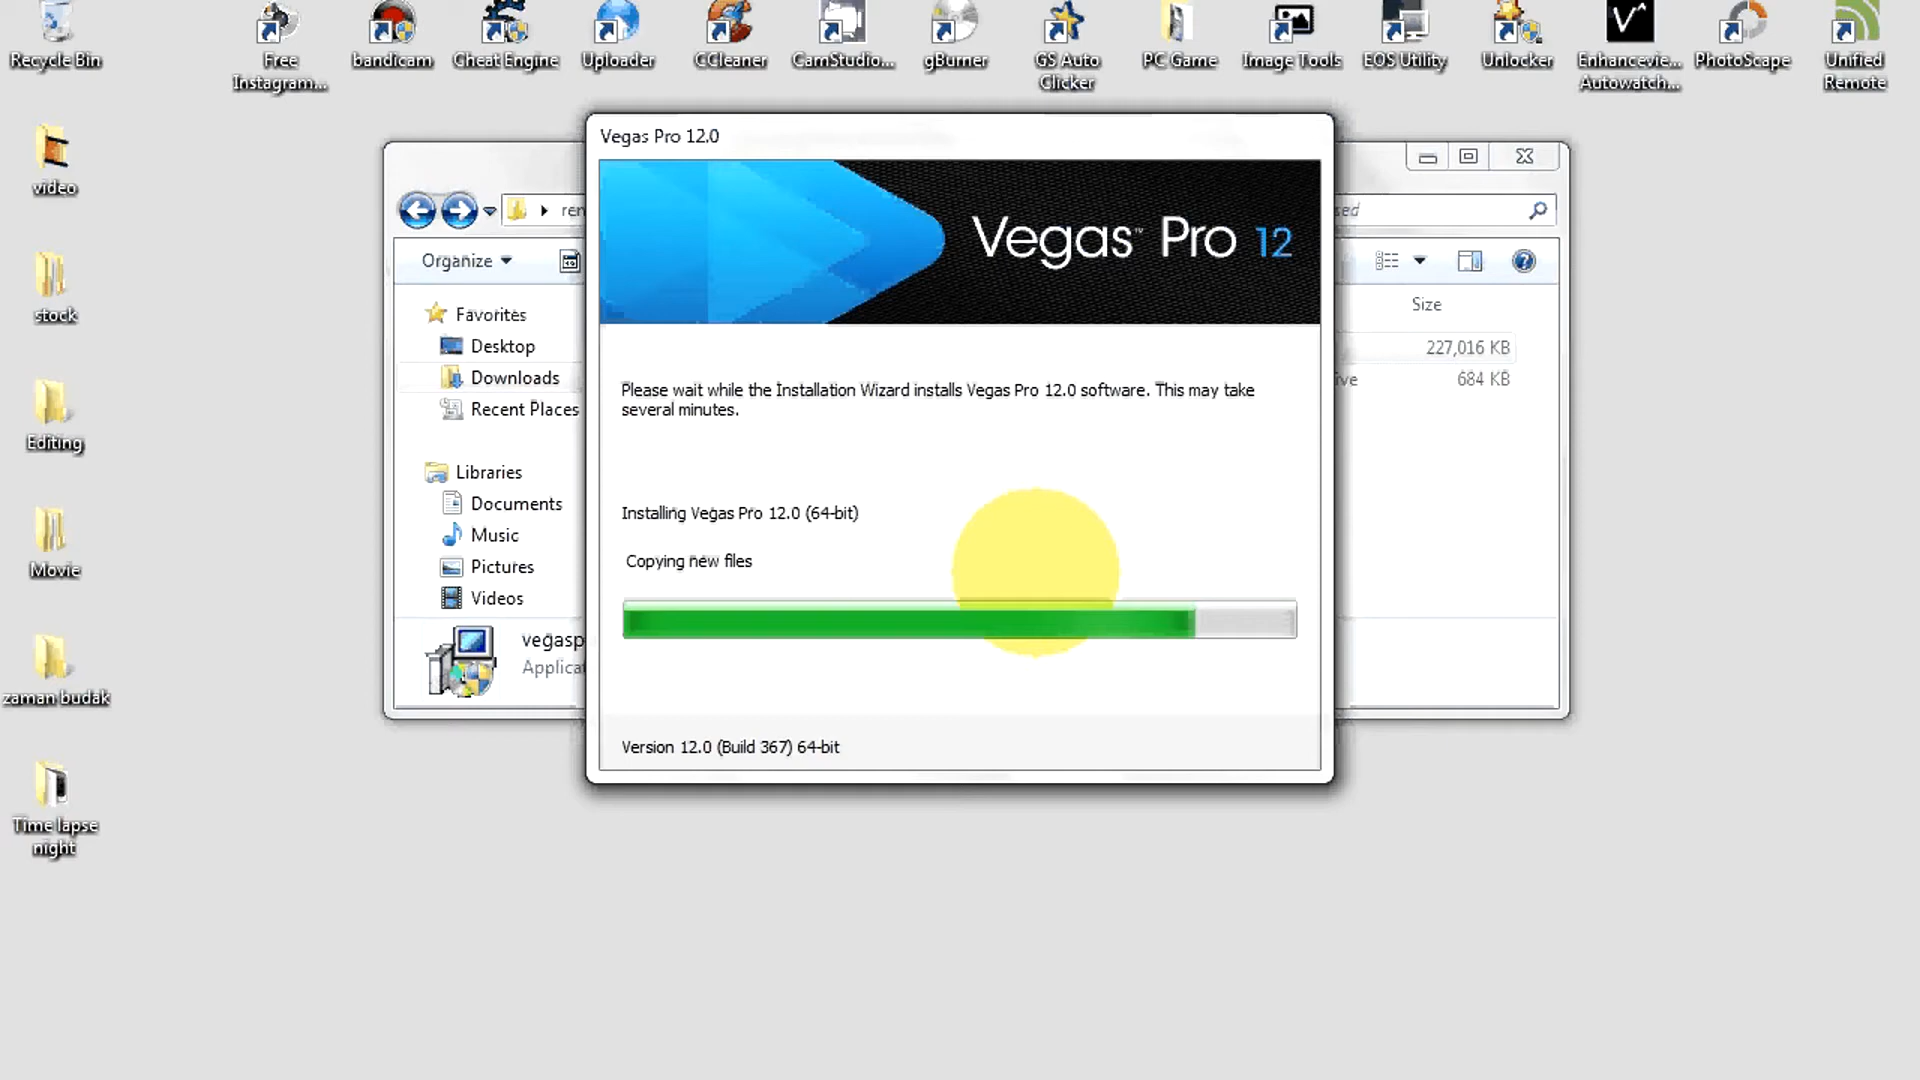 Recycle Bin
Free
Instagram...
bandicam
Cheat Engine
Uploader
CCleaner
CamStudio...
gBurner
GS Auto
Clicker
PC Game
Image Tools
EOS Utility
Unlocker
Enhancevie...
Autowatch...
PhotoScape
Unified
Remote
video
stock
Editing
Movie
zaman budak
Time lapse
night
Vegas Pro 12.0
Vegas™ Pro 12
Please wait while the Installation Wizard installs Vegas Pro 12.0 software. This may take
several minutes.
Installing Vegas Pro 12.0 (64-bit)
Copying new files
Version 12.0 (Build 367) 64-bit
ren
Organize
Favorites
Desktop
Downloads
Recent Places
Libraries
Documents
Music
Pictures
Videos
vegasp
Applica
Size
227,016 KB
684 KB